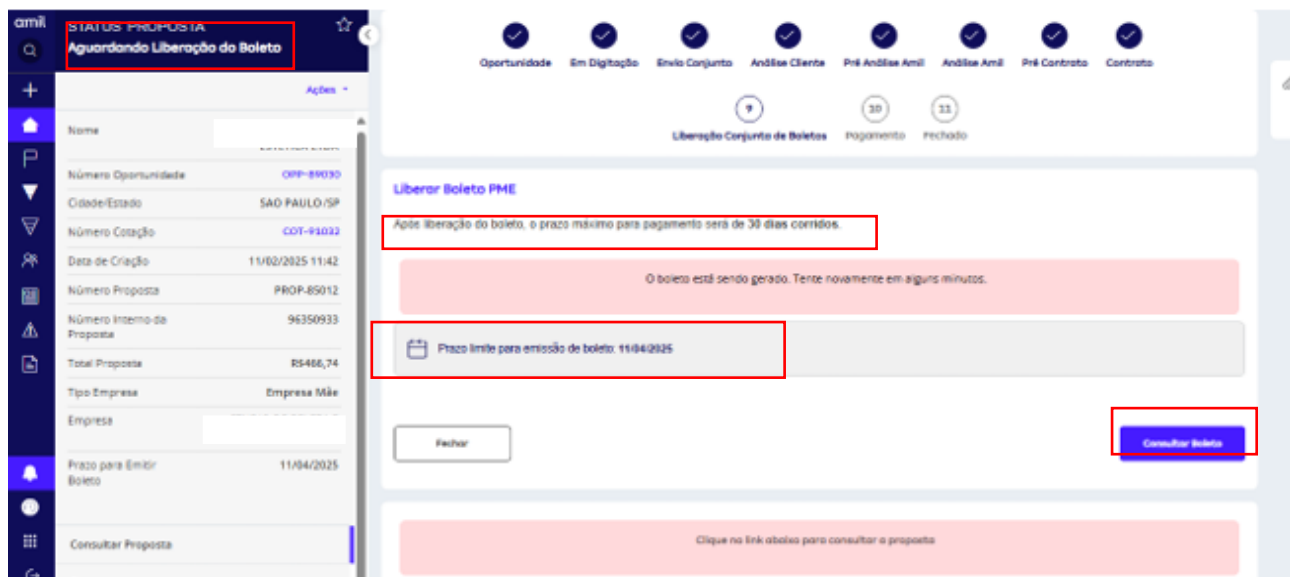 amil
STATUS PROPOSTA
Aguardando Liberação do Boleto
Ações
Nome
Número Oportunidade OPP-89030
Cidade/Estado SAO PAULO/SP
Número Cotação COT-91032
Data de Criação 11/02/2025 11:42
Número Proposta PROP-85012
Número Interno da Proposta 96350933
Total Proposta R$466,74
Tipo Empresa Empresa Mãe
Empresa
Prazo para Emitir Boleto 11/04/2025
Consultar Proposta
Oportunidade Em Digitação Envio Conjunto Análise Cliente Pré Análise Amil Análise Amil Pré Contrato Contrato
9 10 11
Liberação Conjunta de Boletos Pagamento Fechado
Liberar Boleto PME
Após liberação do boleto, o prazo máximo para pagamento será de 30 dias corridos.
O boleto está sendo gerado. Tente novamente em alguns minutos.
Prazo limite para emissão de boleto: 11/04/2025
Fechar
Consultar Boleto
Clique no link abaixo para consultar a proposta